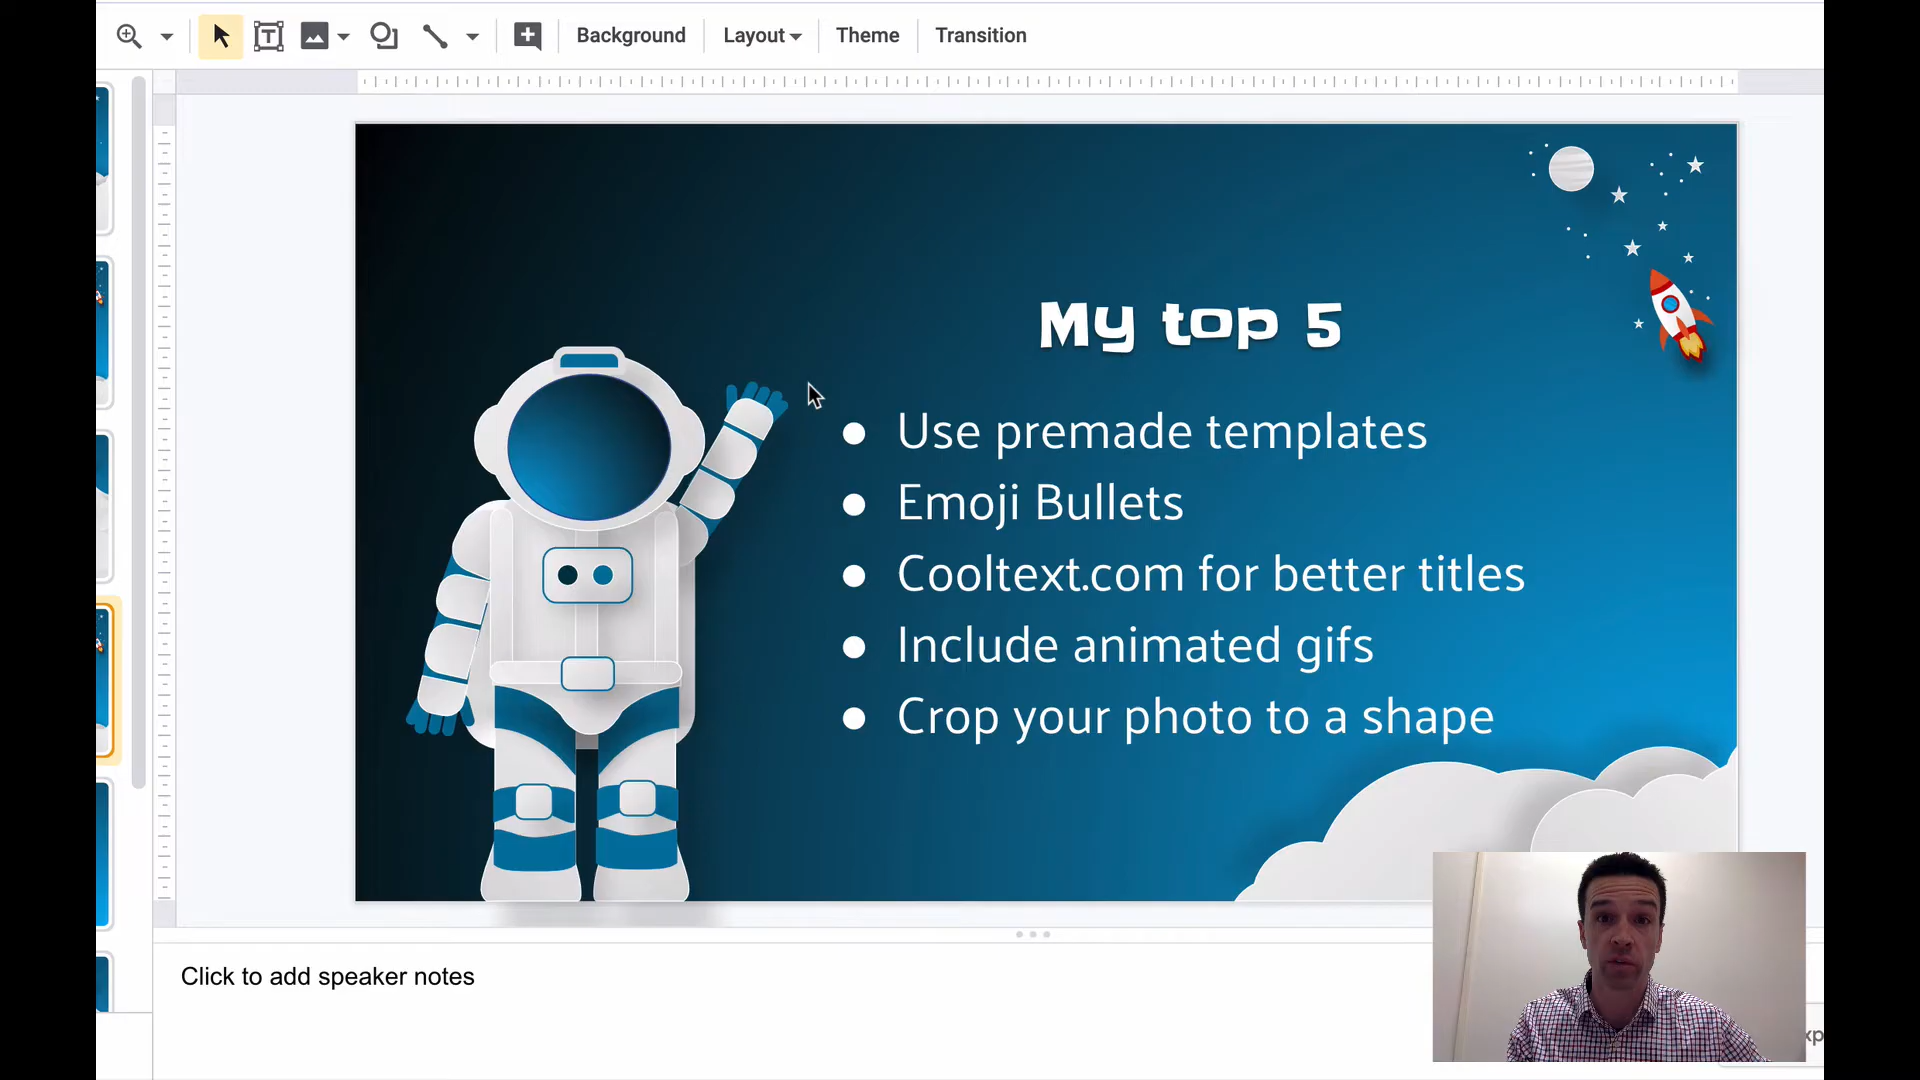 Background
Layout
Theme
Transition
My top 5
Use premade templates
Emoji Bullets
Cooltext.com for better titles
Include animated gifs
Crop your photo to a shape
Click to add speaker notes